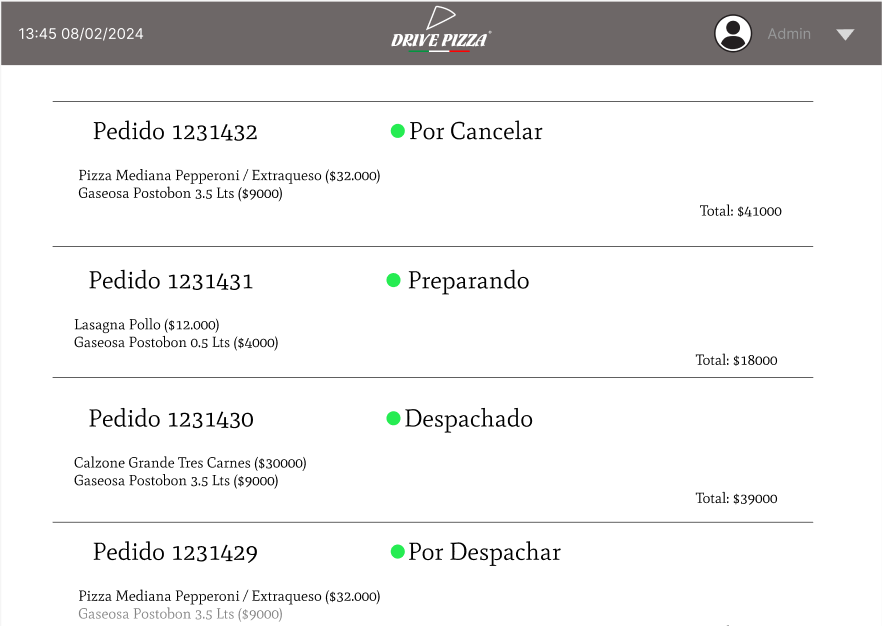 13:45 08/02/2024
DRIVE PIZZA
Admin
Pedido 1231432
Por Cancelar
Pizza Mediana Pepperoni / Extraqueso ($32.000)
Gaseosa Postobon 3.5 Lts ($9000)
Total: $41000
Pedido 1231431
Preparando
Lasagna Pollo ($12.000)
Gaseosa Postobon 0.5 Lts ($4000)
Total: $18000
Pedido 1231430
Despachado
Calzone Grande Tres Carnes ($30000)
Gaseosa Postobon 3.5 Lts ($9000)
Total: $39000
Pedido 1231429
Por Despachar
Pizza Mediana Pepperoni / Extraqueso ($32.000)
Gaseosa Postobon 3.5 Lts ($9000)